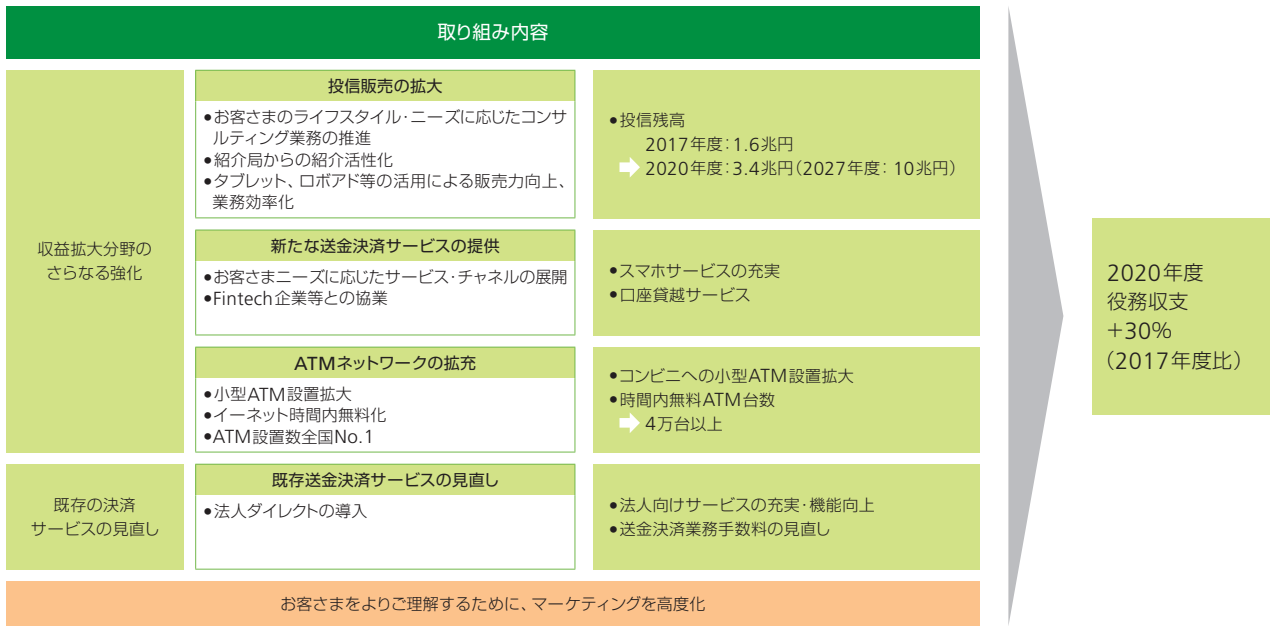 取り組み内容
収益拡大分野の
さらなる強化
投信販売の拡大
●お客さまのライフスタイル・ニーズに応じたコンサ
ルティング業務の推進
●紹介局からの紹介活性化
●タブレット、ロボアド等の活用による販売力向上、
業務効率化
●投信残高
2017年度：1.6兆円
2020年度：3.4兆円（2027年度： 10兆円）
新たな送金決済サービスの提供
●お客さまニーズに応じたサービス・チャネルの展開
●Fintech企業等との協業
●スマホサービスの充実
●口座貸越サービス
ATMネットワークの拡充
●小型ATM設置拡大
●イーネット時間内無料化
●ATM設置数全国No.1
●コンビニへの小型ATM設置拡大
●時間内無料ATM台数
4万台以上
既存の決済
サービスの見直し
既存送金決済サービスの見直し
●法人ダイレクトの導入
●法人向けサービスの充実・機能向上
●送金決済業務手数料の見直し
お客さまをよりご理解するために、マーケティングを高度化
2020年度
役務収支
＋30%
（2017年度比）